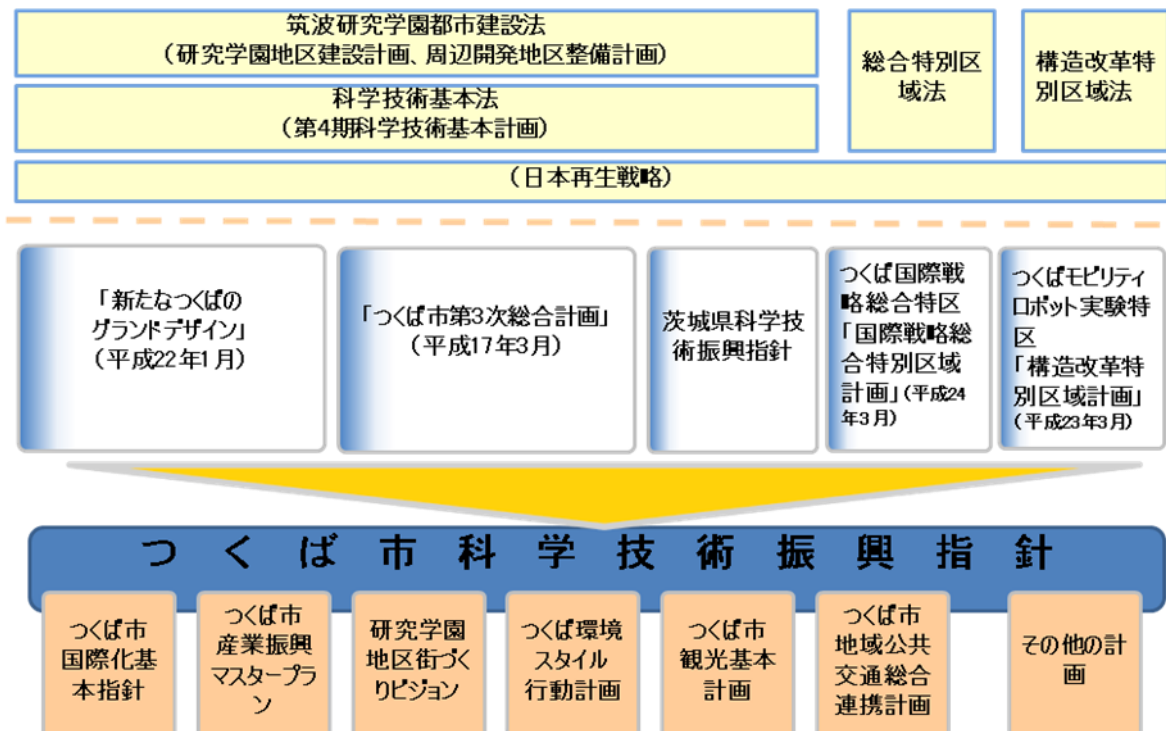 筑波研究学園都市建設法
(研究学園地区建設計画、周辺開発地区整備計画)
科学技術基本法
(第4期科学技術基本計画)
総合特別区
域法
構造改革特
別区域法
(日本再生戦略)
「新たなつくばの
グランドデザイン」
(平成22年1月)
「つくば市第3次総合計画」
(平成17年3月)
茨城県科学技
術振興指針
つくば国際戦
略総合特区
「国際戦略総
合特別区域
計画」(平成24
年3月)
つくばモビリティ
ロボット実験特
区
「構造改革特
別区域計画」
(平成23年3月)
つくば市科学技術振興指針
つくば市
国際化基
本指針
つくば市
産業振興
マスタープラ
ン
研究学園
地区街づく
りビジョン
つくば環境
スタイル
行動計画
つくば市
観光基本
計画
つくば市
地域公共
交通総合
連携計画
その他の計
画